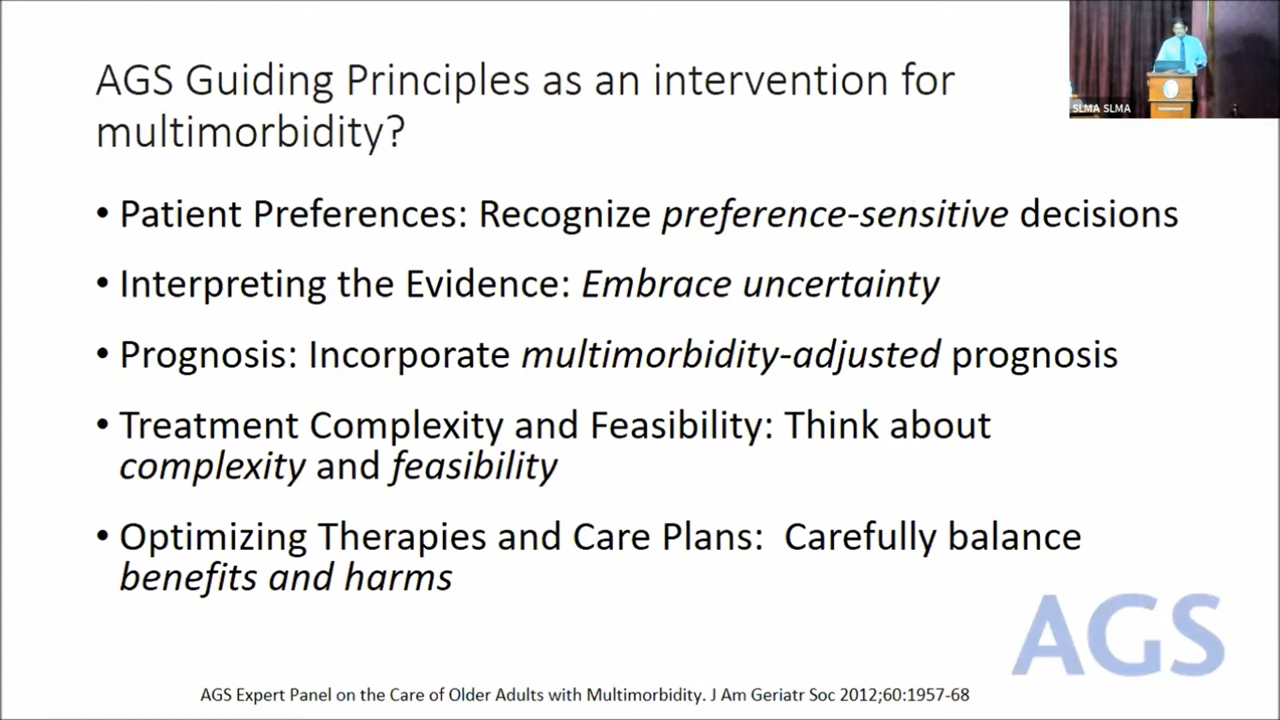 AGS Guiding Principles as an intervention for
multimorbidity?
SLMA SLMA
• Patient Preferences: Recognize preference-sensitive decisions
• Interpreting the Evidence: Embrace uncertainty
• Prognosis: Incorporate multimorbidity-adjusted prognosis
• Treatment Complexity and Feasibility: Think about
complexity and feasibility
• Optimizing Therapies and Care Plans:  Carefully balance
benefits and harms
AGS
AGS Expert Panel on the Care of Older Adults with Multimorbidity. J Am Geriatr Soc 2012;60:1957-68